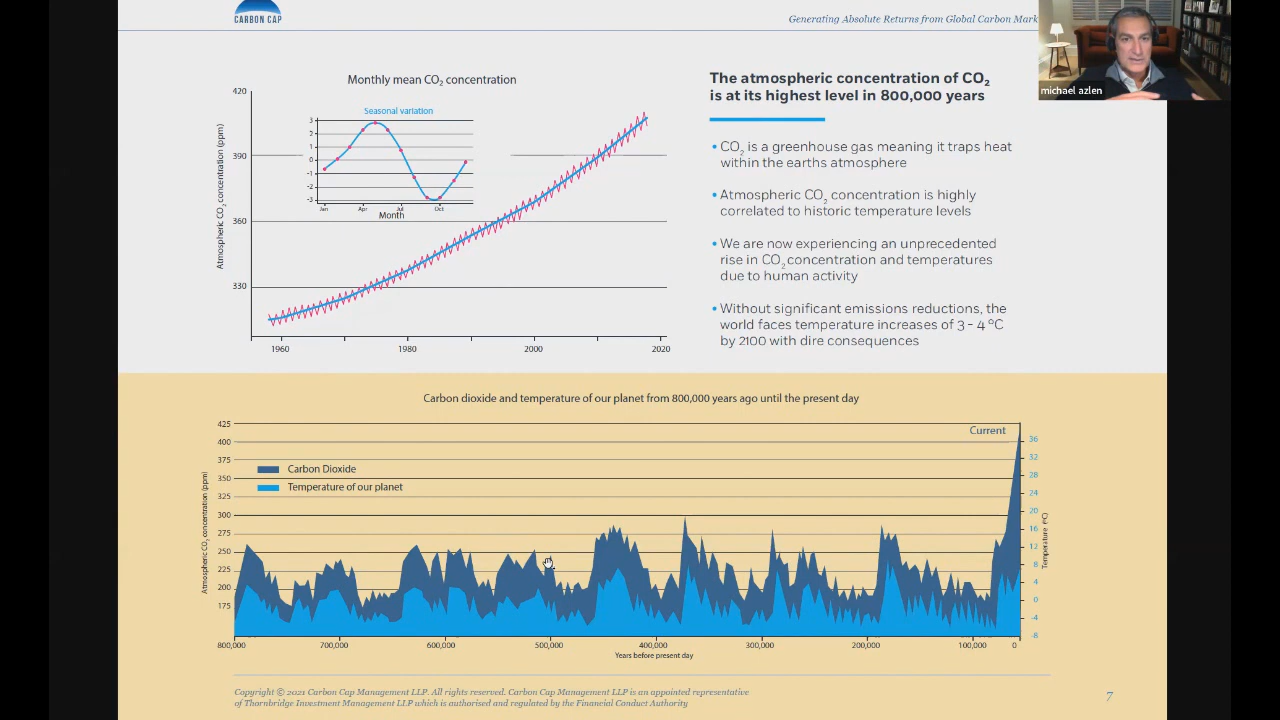 CARBON CAP
Generating Absolute Returns from Global Carbon Mark
michael azlen
Monthly mean CO₂ concentration
Atmospheric CO₂ concentration (ppm)
420
390
360
330
1960
1980
2000
2020
Seasonal variation
3
2
1
0
-1
-2
-3
Jan
Apr
Jul
Oct
Month
The atmospheric concentration of CO₂
is at its highest level in 800,000 years
• CO₂ is a greenhouse gas meaning it traps heat
within the earths atmosphere
• Atmospheric CO₂ concentration is highly
correlated to historic temperature levels
• We are now experiencing an unprecedented
rise in CO₂ concentration and temperatures
due to human activity
• Without significant emissions reductions, the
world faces temperature increases of 3 - 4 ºC
by 2100 with dire consequences
Carbon dioxide and temperature of our planet from 800,000 years ago until the present day
Atmospheric CO₂ concentration (ppm)
425
400
375
350
325
300
275
250
225
200
175
Carbon Dioxide
Temperature of our planet
Current
36
32
28
24
20
16
12
8
4
0
-4
-8
Temperature (ºC)
800,000
700,000
600,000
500,000
400,000
300,000
200,000
100,000
0
Years before present day
Copyright © 2021 Carbon Cap Management LLP. All rights reserved. Carbon Cap Management LLP is an appointed representative
of Thornbridge Investment Management LLP which is authorised and regulated by the Financial Conduct Authority
7